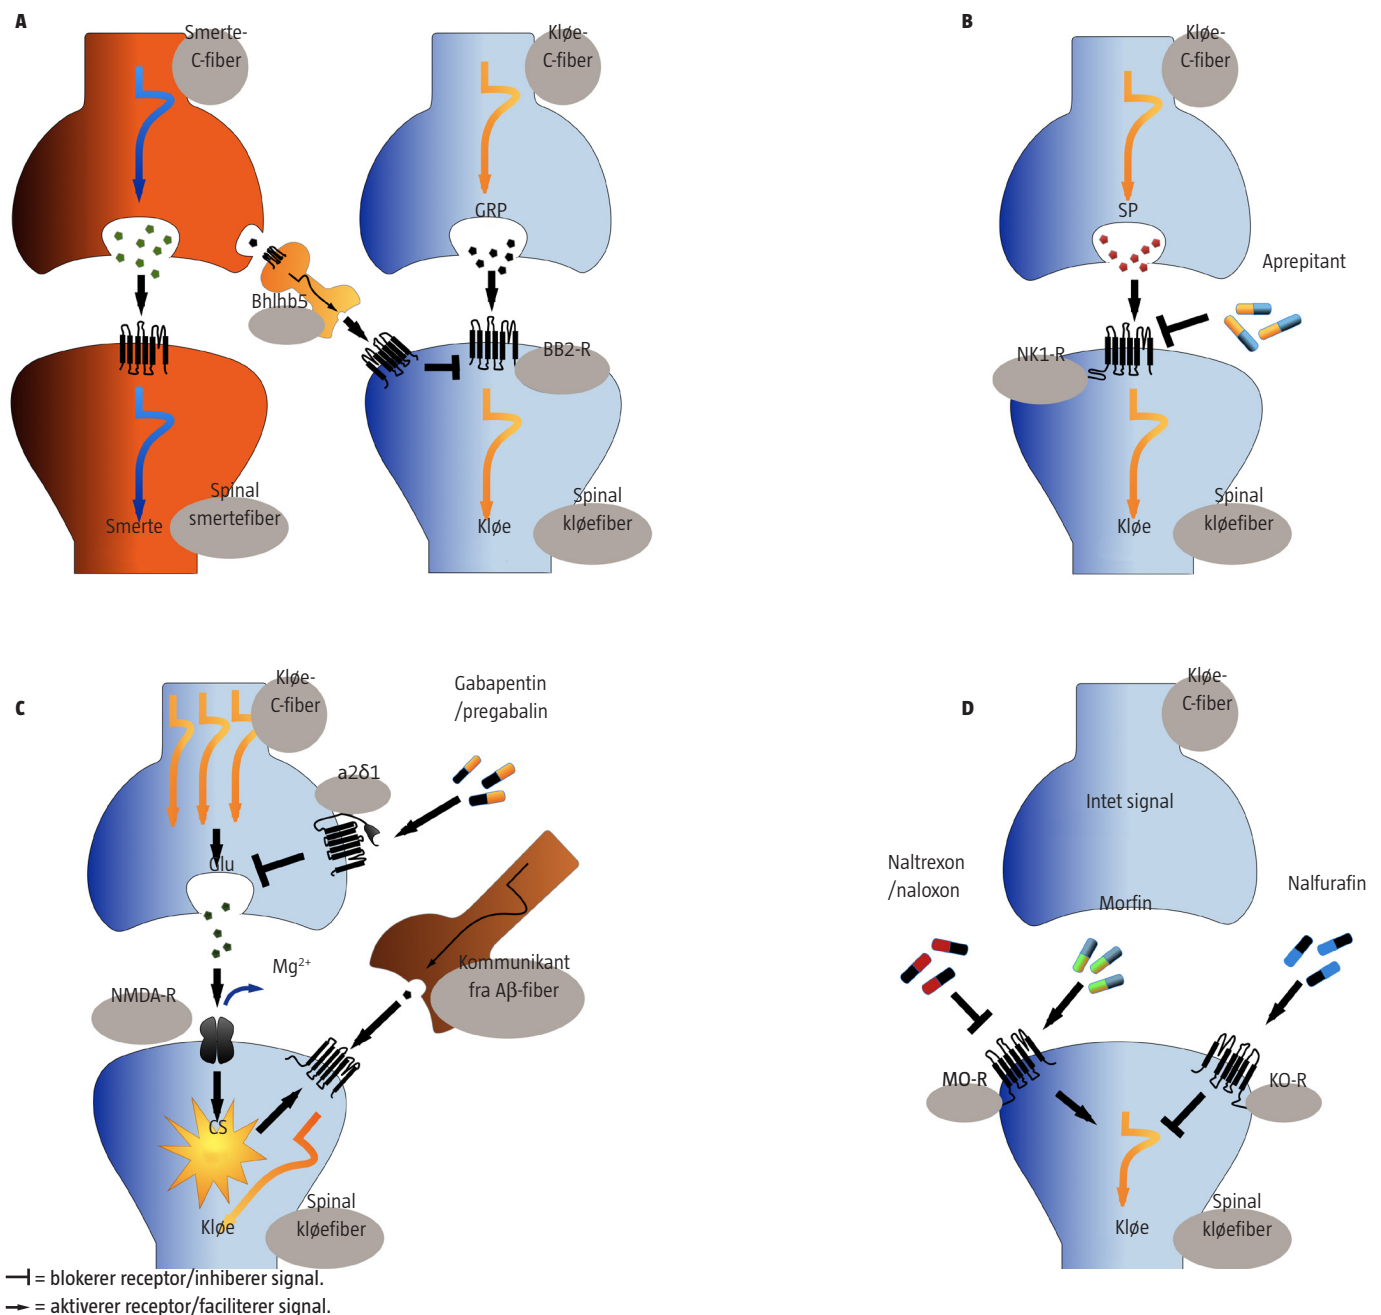 A
Smerte-
C-fiber
Kløe-
C-fiber
GRP
Bhlhb5
BB2-R
Spinal
smertefiber
Smerte
Spinal
kløefiber
Kløe
B
Kløe-
C-fiber
SP
Aprepitant
NK1-R
Spinal
kløefiber
Kløe
C
Kløe-
C-fiber
Gabapentin
/pregabalin
a2δ1
Glu
Mg²⁺
Kommunikant
fra Aβ-fiber
NMDA-R
CS
Spinal
kløefiber
Kløe
D
Kløe-
C-fiber
Intet signal
Naltrexon
/naloxon
Morfin
Nalfurafin
MO-R
KO-R
Spinal
kløefiber
Kløe
= blokerer receptor/inhiberer signal.
= aktiverer receptor/faciliterer signal.